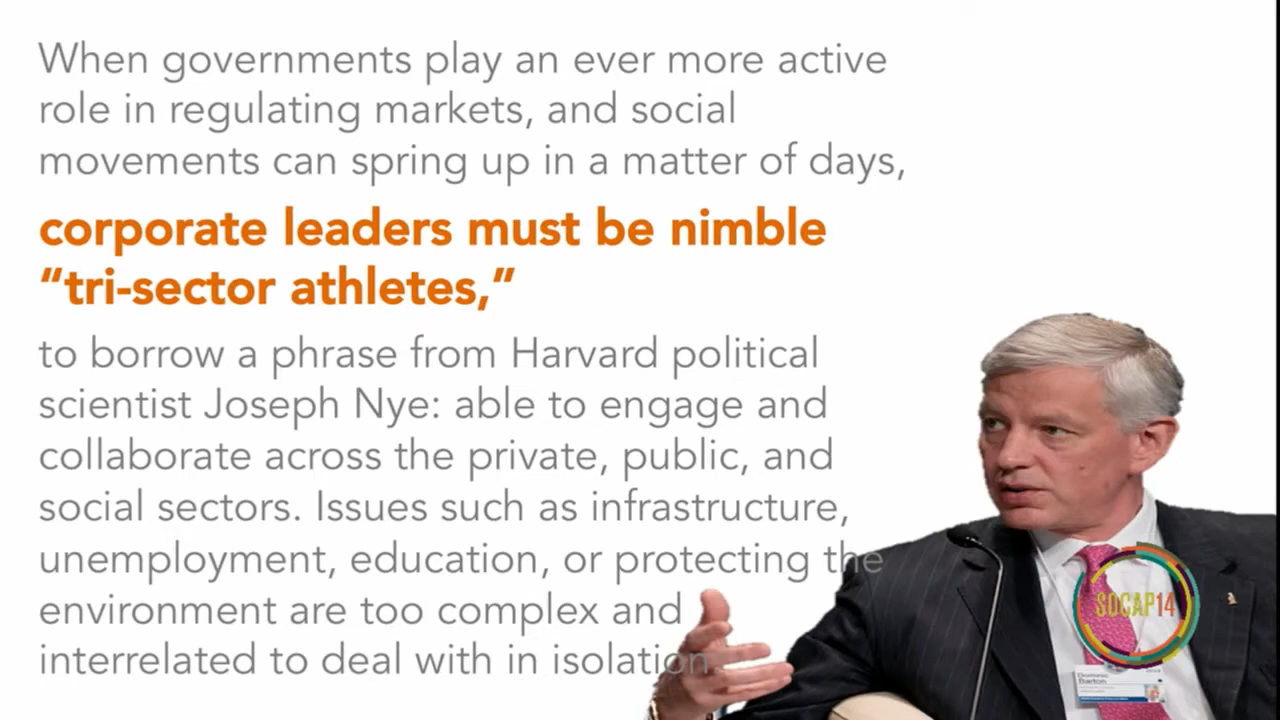 When governments play an ever more active
role in regulating markets, and social
movements can spring up in a matter of days,
corporate leaders must be nimble
“tri-sector athletes,”
to borrow a phrase from Harvard political
scientist Joseph Nye: able to engage and
collaborate across the private, public, and
social sectors. Issues such as infrastructure,
unemployment, education, or protecting the
environment are too complex and
interrelated to deal with in isolation.
SOCAP14
Dominic
Barton